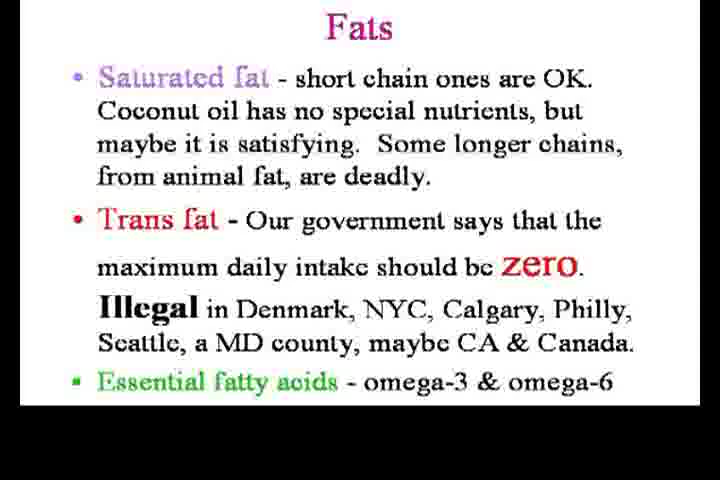 Fats
• Saturated fat - short chain ones are OK.
Coconut oil has no special nutrients, but
maybe it is satisfying. Some longer chains,
from animal fat, are deadly.
• Trans fat - Our government says that the
maximum daily intake should be zero.
Illegal in Denmark, NYC, Calgary, Philly,
Seattle, a MD county, maybe CA & Canada.
▪ Essential fatty acids - omega-3 & omega-6